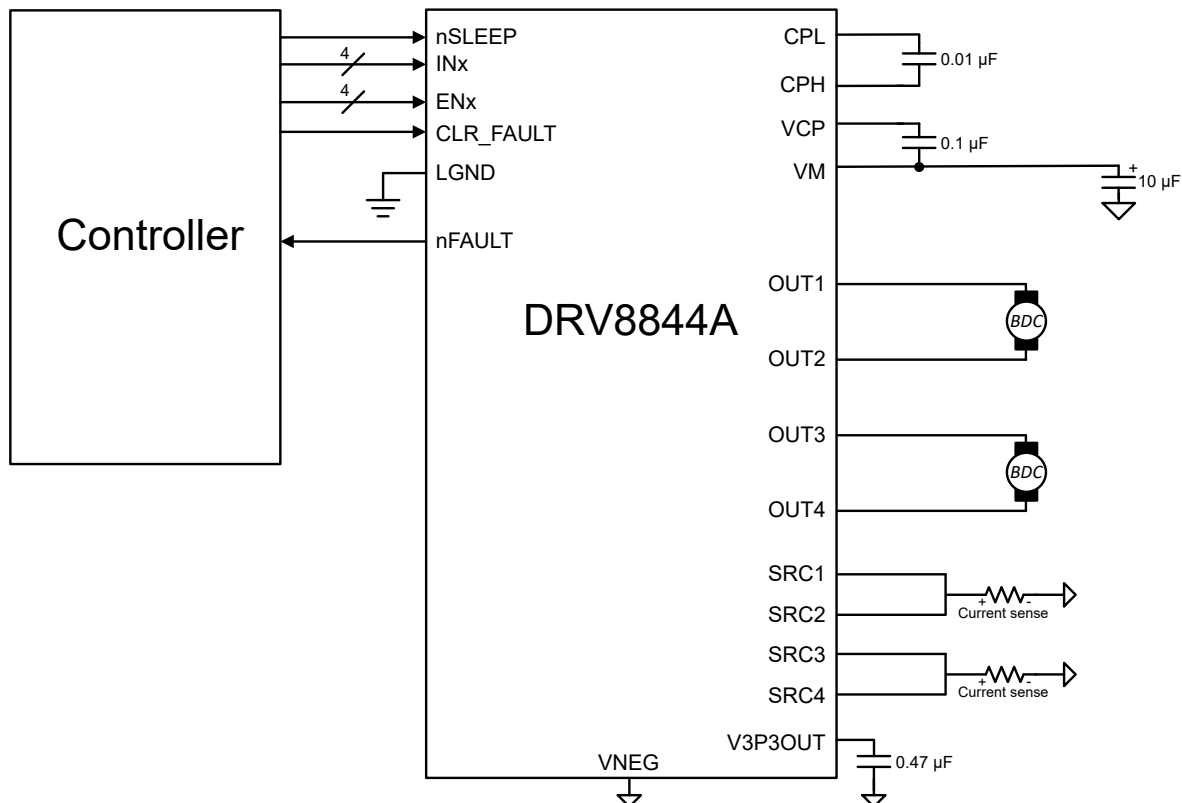 Controller
nSLEEP
4
INx
4
ENx
CLR_FAULT
LGND
nFAULT
DRV8844A
CPL
0.01 µF
CPH
VCP
0.1 µF
VM
+
10 µF
OUT1
BDC
OUT2
OUT3
BDC
OUT4
SRC1
+ -
Current sense
SRC2
SRC3
+ -
Current sense
SRC4
V3P3OUT
0.47 µF
VNEG